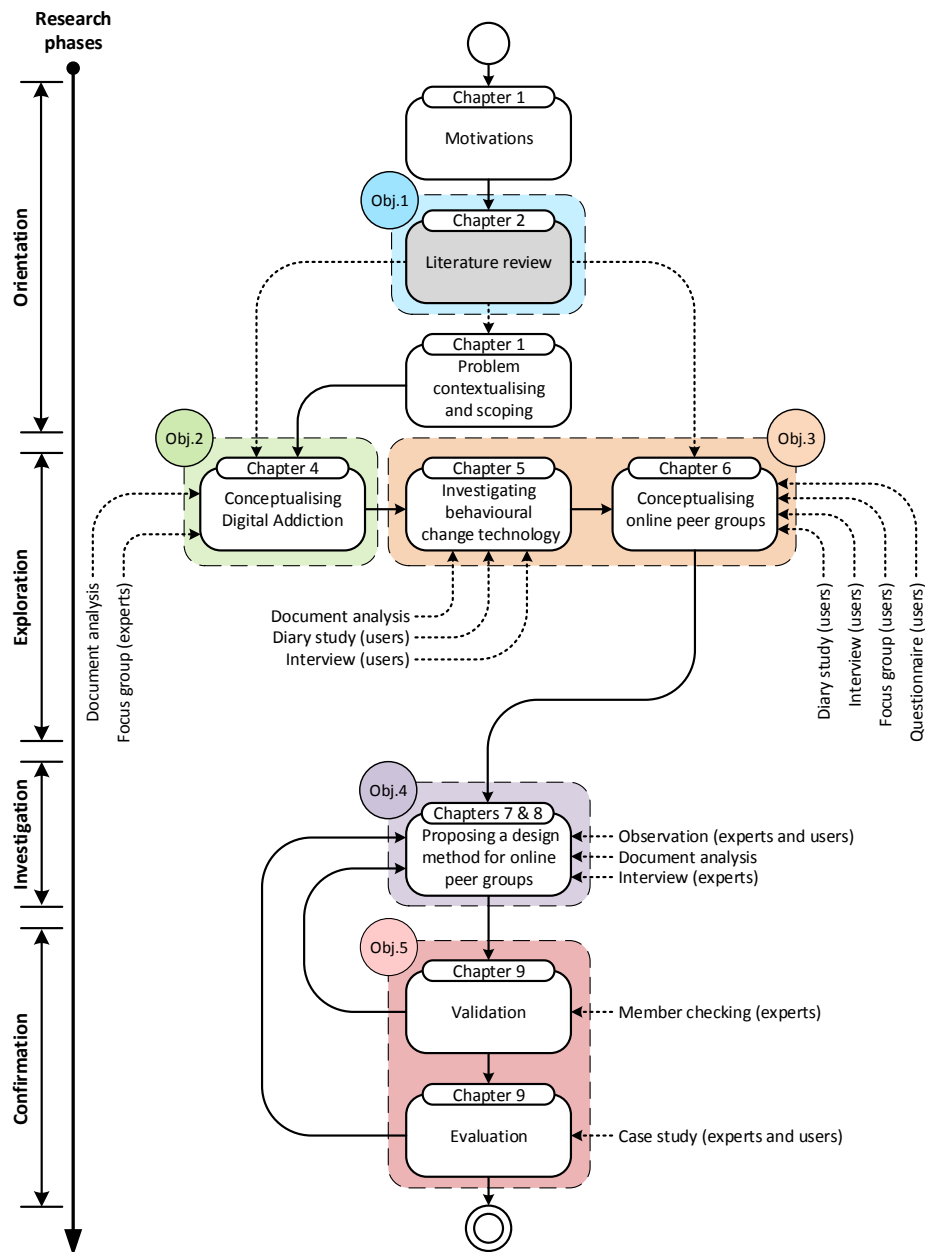 Research
phases
Chapter 1
Motivations
Obj.1
Chapter 2
Literature review
Orientation
Chapter 1
Problem
contextualising
and scoping
Obj.2
Obj.3
Chapter 4
Conceptualising
Digital Addiction
Chapter 5
Investigating
behavioural
change technology
Chapter 6
Conceptualising
online peer groups
Exploration
Document analysis
Focus group (experts)
Document analysis
Diary study (users)
Interview (users)
Diary study (users)
Interview (users)
Focus group (users)
Questionnaire (users)
Investigation
Obj.4
Chapters 7 & 8
Proposing a design
method for online
peer groups
Observation (experts and users)
Document analysis
Interview (experts)
Confirmation
Obj.5
Chapter 9
Validation
Member checking (experts)
Chapter 9
Evaluation
Case study (experts and users)